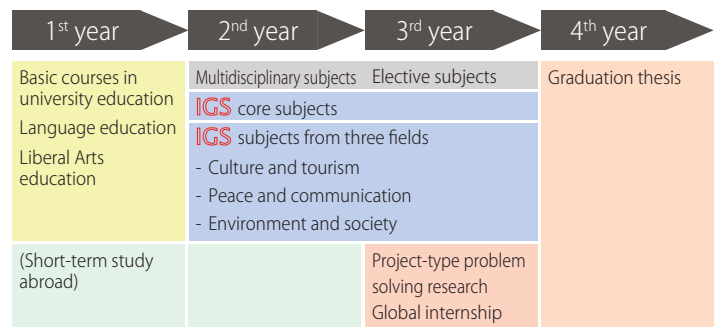 1st year
2nd year
3rd year
4th year
Basic courses in
university education
Language education
Liberal Arts
education
Multidisciplinary subjects
Elective subjects
IGS core subjects
IGS subjects from three fields
- Culture and tourism
- Peace and communication
- Environment and society
Graduation thesis
(Short-term study
abroad)
Project-type problem
solving research
Global internship